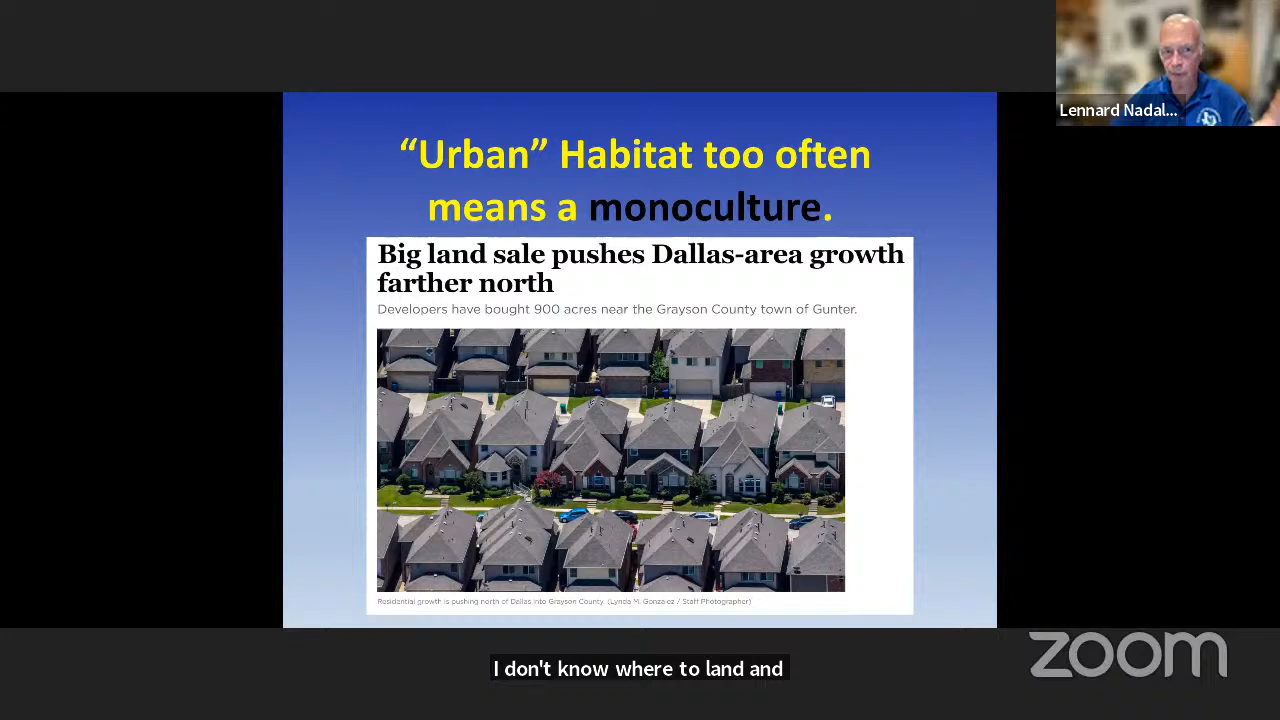 Lennard Nadal...
“Urban” Habitat too often
means a monoculture.
Big land sale pushes Dallas-area growth
farther north
Developers have bought 900 acres near the Grayson County town of Gunter.
Residential growth is pushing north of Dallas into Grayson County. (Lynda M. Gonzalez / Staff Photographer)
zoom
I don't know where to land and